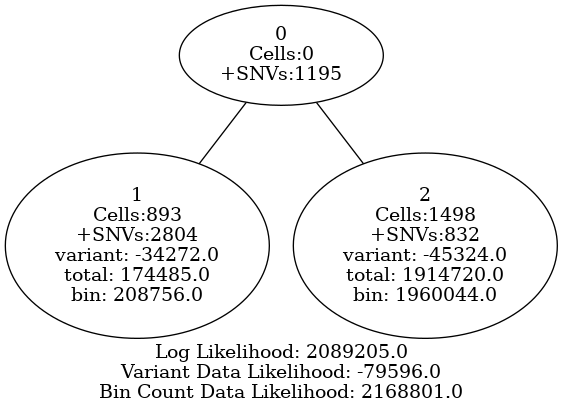 0
Cells:0
+SNVs:1195
1
Cells:893
+SNVs:2804
variant: -34272.0
total: 174485.0
bin: 208756.0
2
Cells:1498
+SNVs:832
variant: -45324.0
total: 1914720.0
bin: 1960044.0
Log Likelihood: 2089205.0
Variant Data Likelihood: -79596.0
Bin Count Data Likelihood: 2168801.0